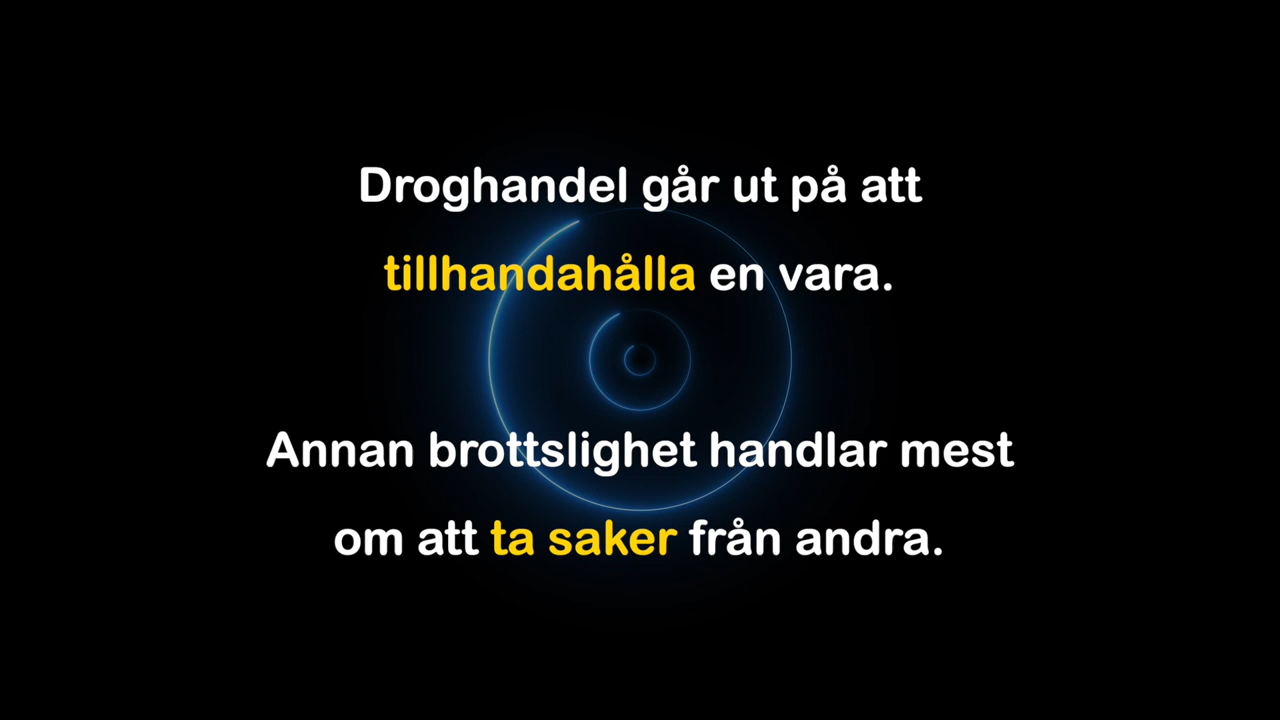 Droghandel går ut på att
tillhandahålla en vara.
Annan brottslighet handlar mest
om att ta saker från andra.